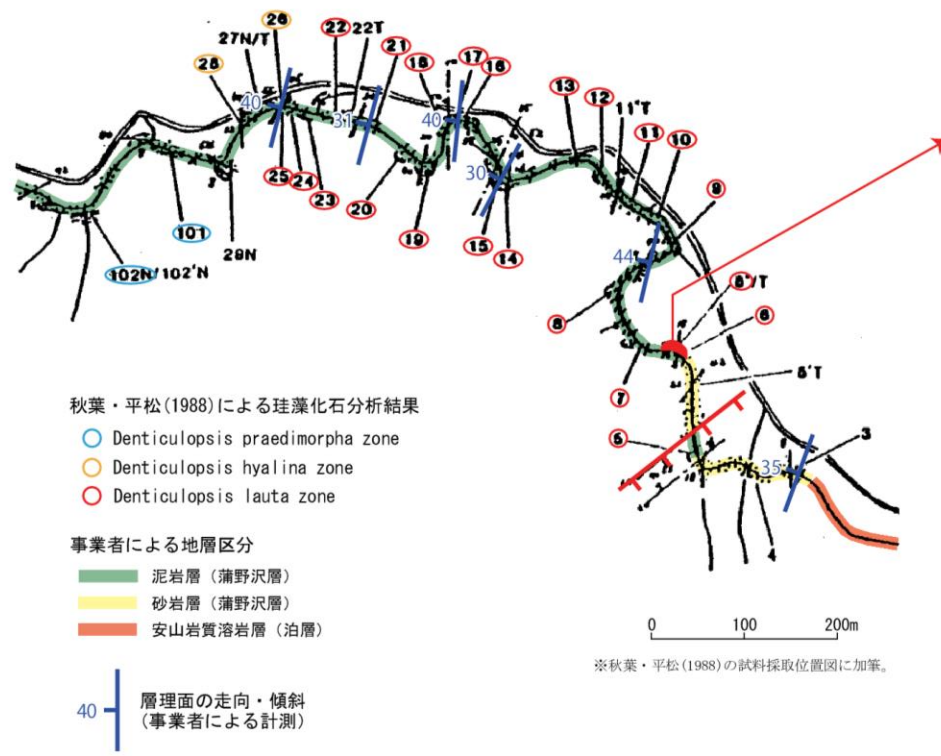 26
27N/T
22
22T
21
28
18
17
16
40
31
40
13
12
11'T
11
10
30
25
24
23
20
19
15
14
9
101
29N
102N/102'N
44
6'/T
8
6
7
5'T
5
35
3
4
秋葉・平松(1988)による珪藻化石分析結果
Denticulopsis praedimorpha zone
Denticulopsis hyalina zone
Denticulopsis lauta zone
事業者による地層区分
泥岩層（蒲野沢層）
砂岩層（蒲野沢層）
安山岩質溶岩層（泊層）
0 100 200m
※秋葉・平松(1988)の試料採取位置図に加筆。
40
層理面の走向・傾斜
(事業者による計測)